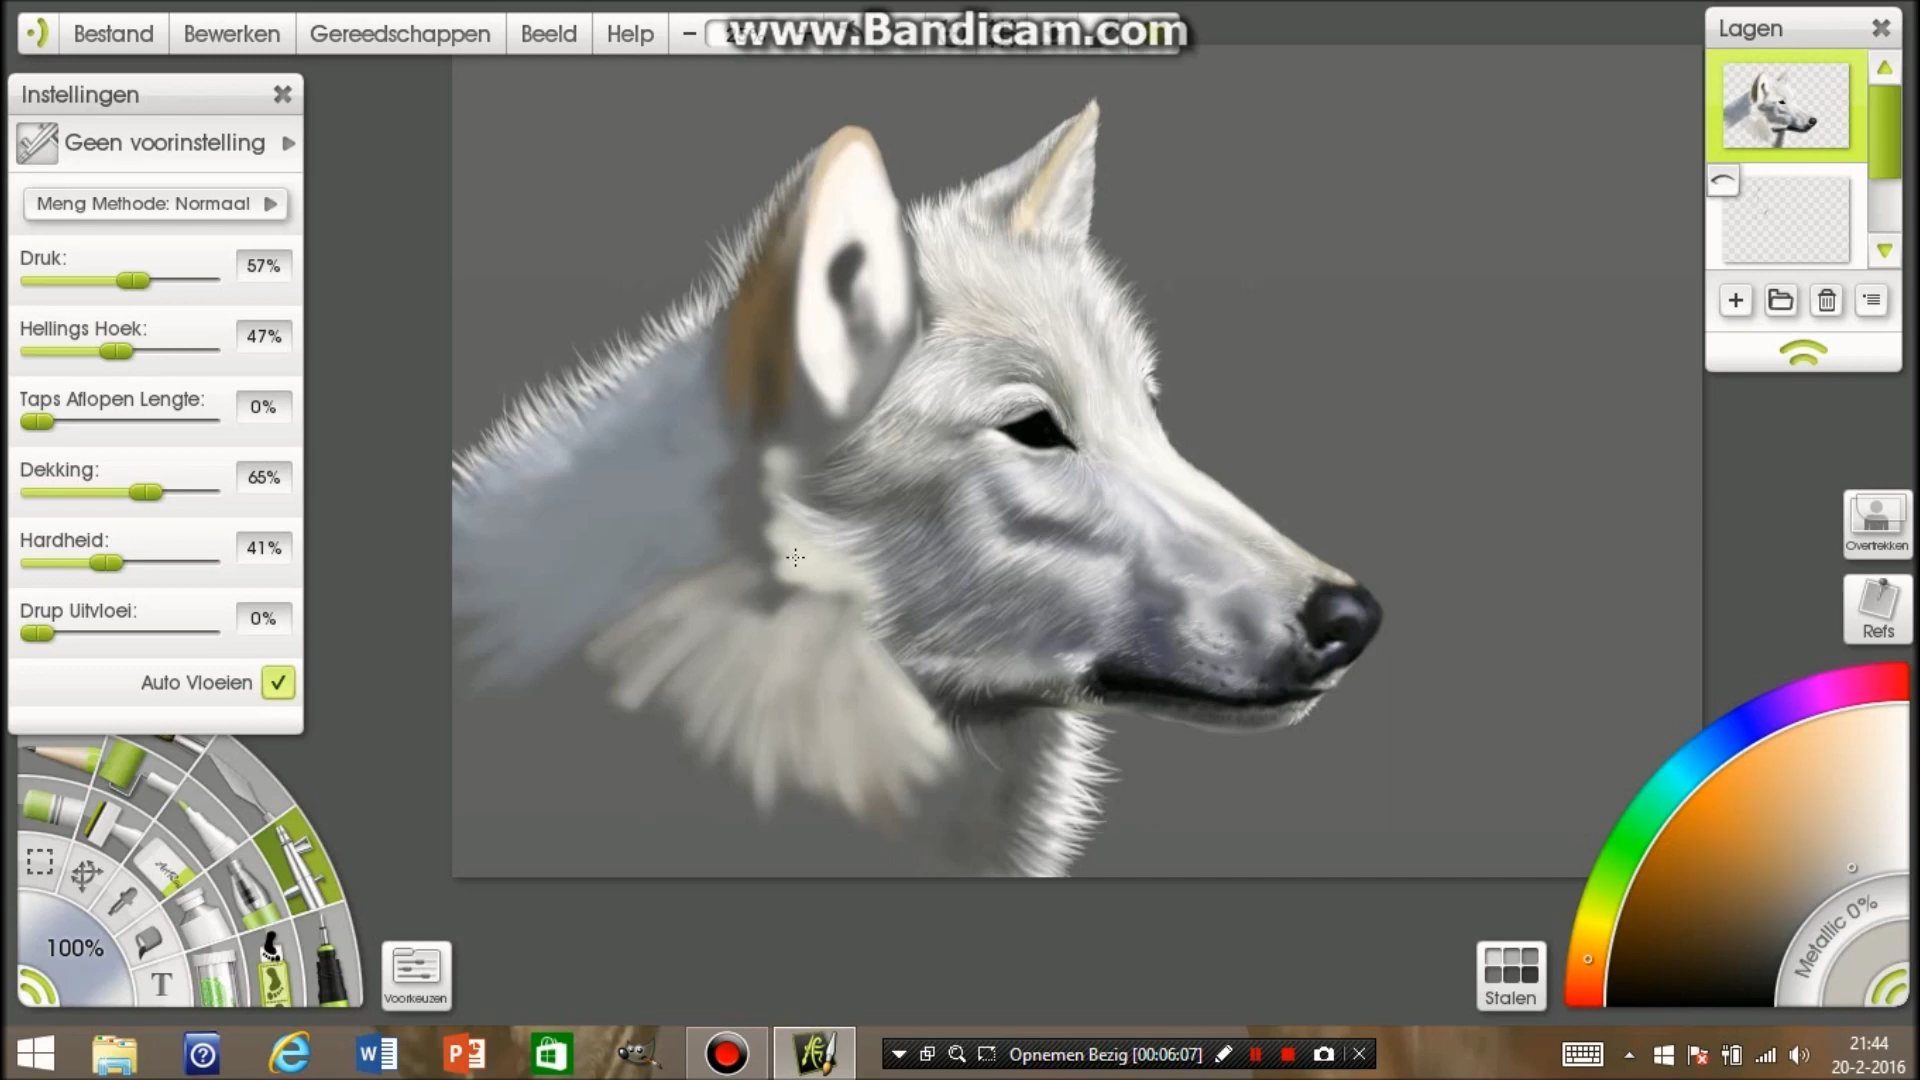 www.Bandicam.com
Bestand
Bewerken
Gereedschappen
Beeld
Help
Lagen
Instellingen
Geen voorinstelling
Meng Methode: Normaal
Druk:
57%
Hellings Hoek:
47%
Taps Aflopen Lengte:
0%
Dekking:
65%
Hardheid:
41%
Drup Uitvloei:
0%
Auto Vloeien
Overtrekken
Refs
100%
T
Voorkeuzen
Stalen
Metallic 0%
Opnemen Bezig [00:06:07]
21:44
20-2-2016